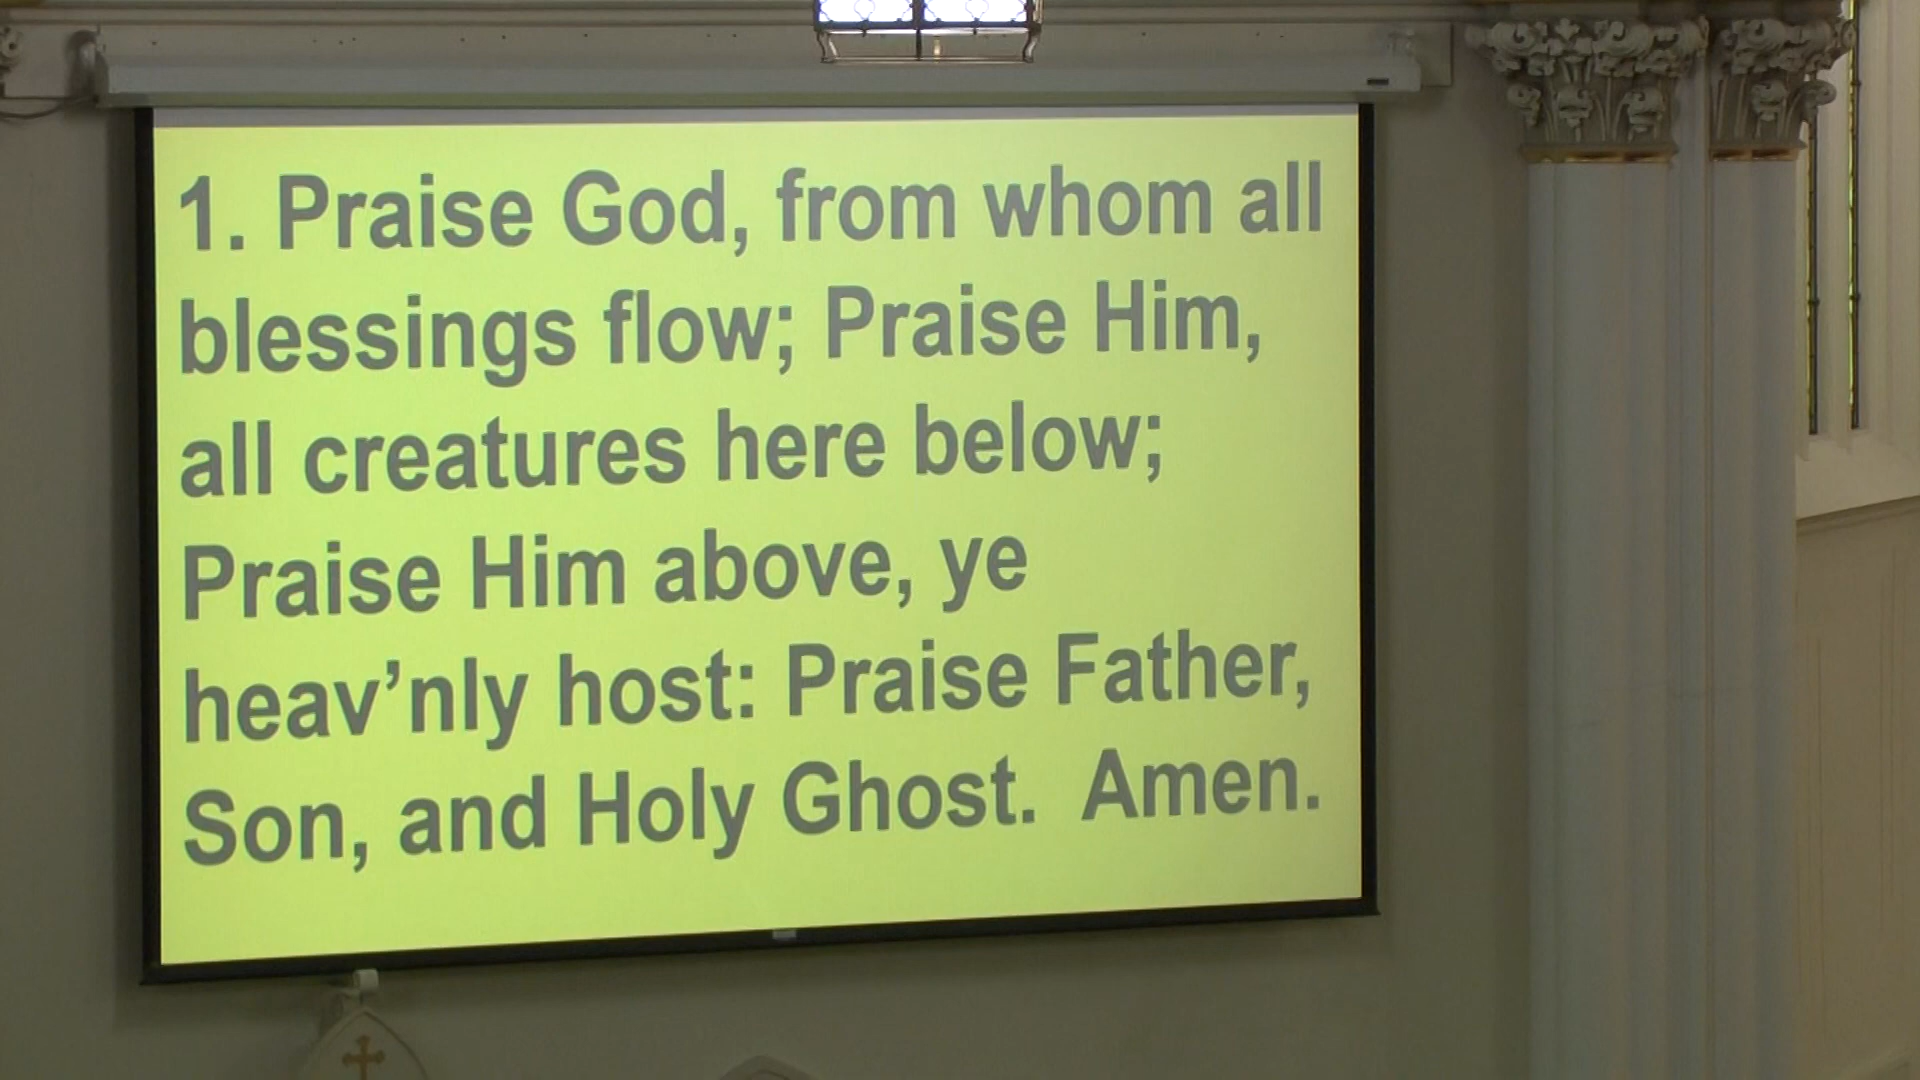 1. Praise God, from whom all
blessings flow; Praise Him,
all creatures here below;
Praise Him above, ye
heav’nly host: Praise Father,
Son, and Holy Ghost.  Amen.